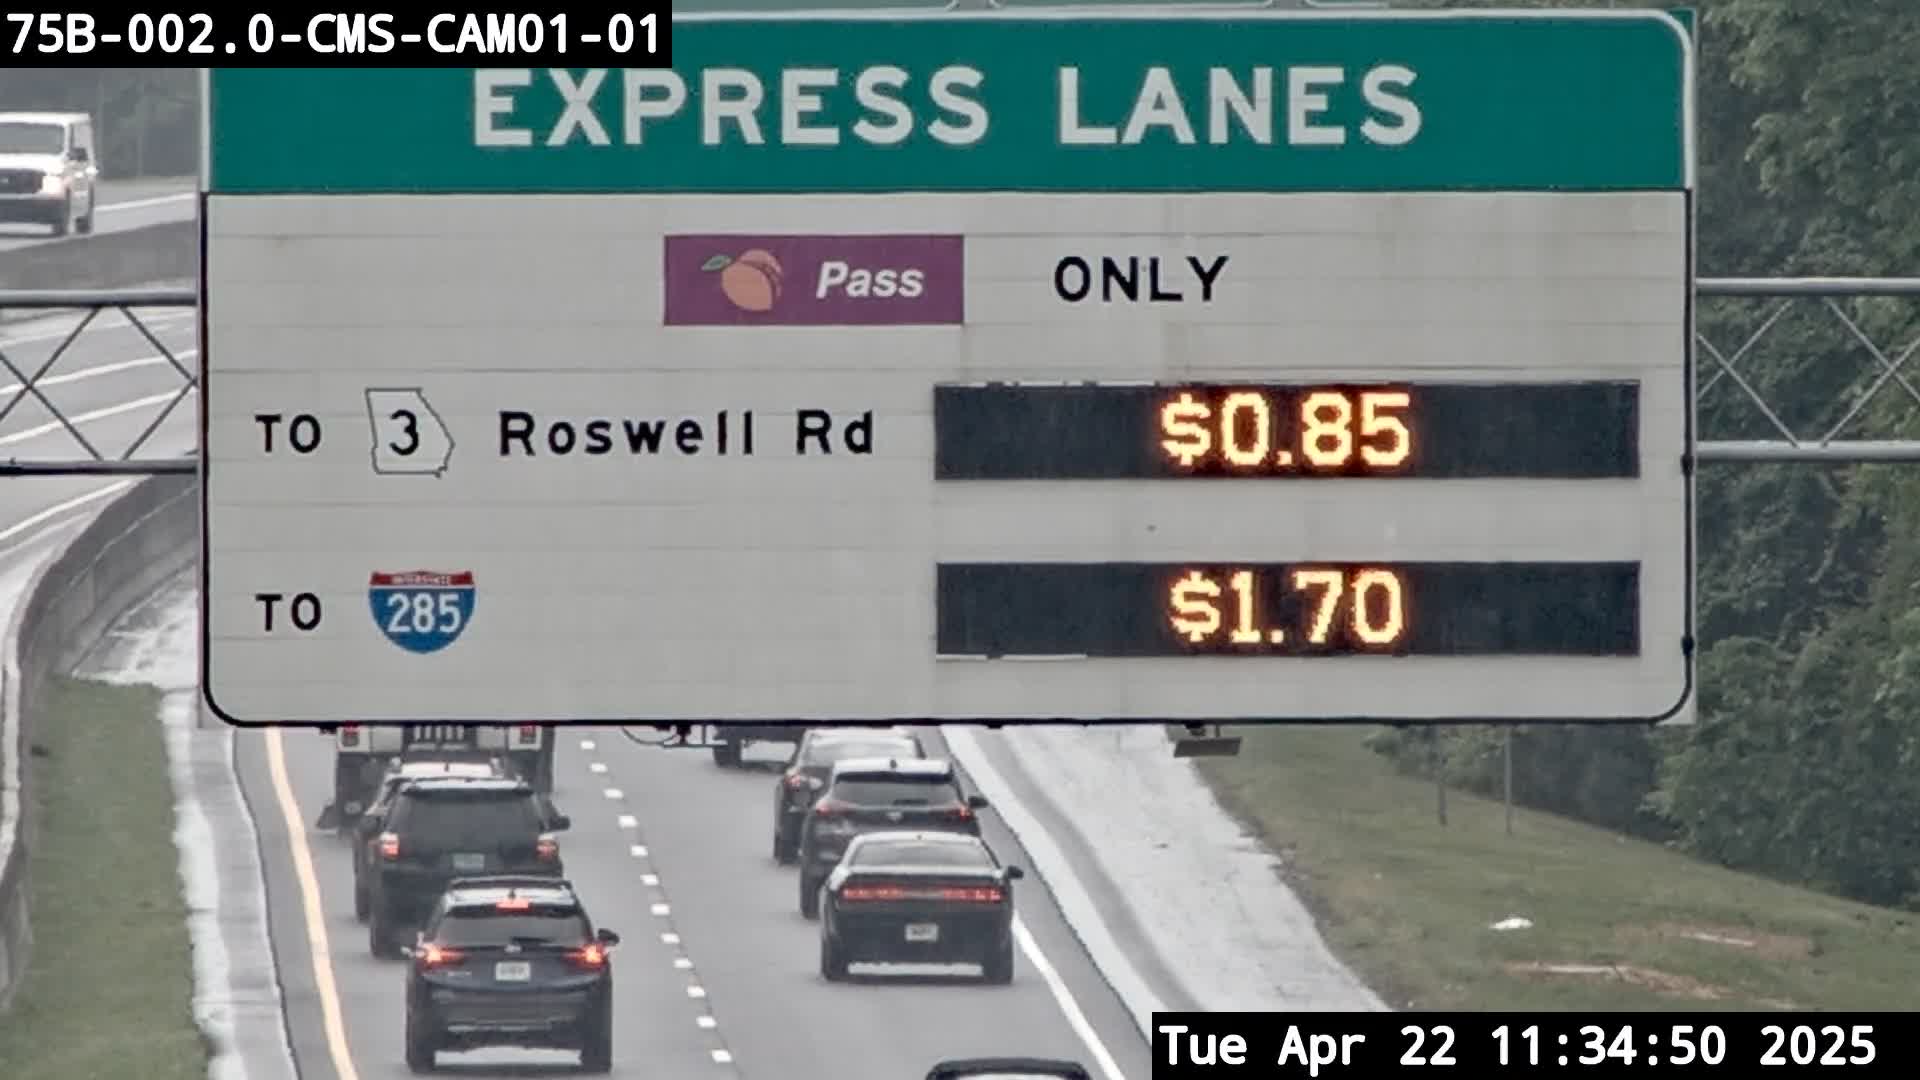 75B-002.0-CMS-CAM01-01
EXPRESS LANES
Pass ONLY
TO 3 Roswell Rd $0.85
INTERSTATE
TO 285 $1.70
Tue Apr 22 11:34:50 2025